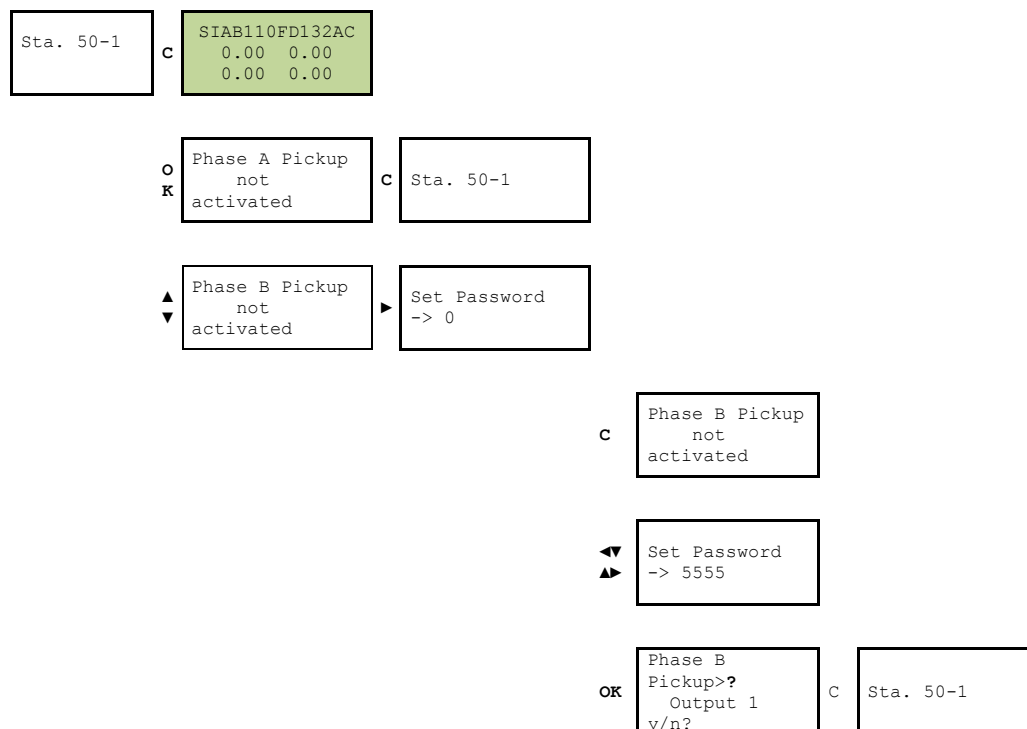 Sta. 50-1
C
SIAB110FD132AC
0.00 0.00
0.00 0.00
O
K
Phase A Pickup
not
activated
C
Sta. 50-1
▲
▼
Phase B Pickup
not
activated
►
Set Password
-> 0
C
Phase B Pickup
not
activated
◄▼
▲►
Set Password
-> 5555
OK
Phase B
Pickup>?
Output 1
y/n?
C
Sta. 50-1